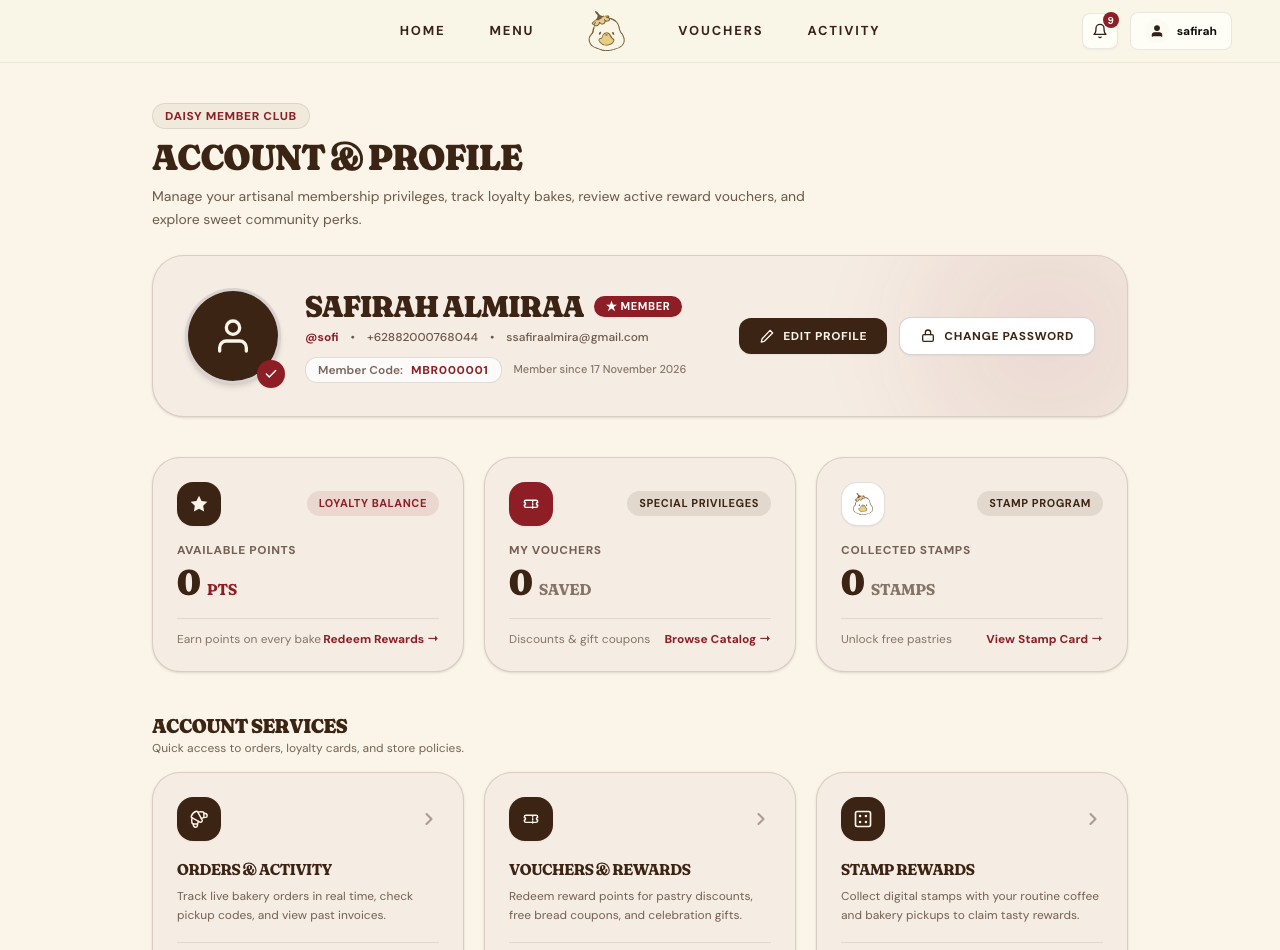 HOME MENU VOUCHERS ACTIVITY 9 safirah
DAISY MEMBER CLUB
ACCOUNT & PROFILE
Manage your artisanal membership privileges, track loyalty bakes, review active reward vouchers, and
explore sweet community perks.
SAFIRAH ALMIRAA ★ MEMBER
@sofi • +62882000768044 • ssafiraalmira@gmail.com
Member Code: MBR000001 Member since 17 November 2026
EDIT PROFILE CHANGE PASSWORD
LOYALTY BALANCE
AVAILABLE POINTS
0 PTS
Earn points on every bake Redeem Rewards →
SPECIAL PRIVILEGES
MY VOUCHERS
0 SAVED
Discounts & gift coupons Browse Catalog →
STAMP PROGRAM
COLLECTED STAMPS
0 STAMPS
Unlock free pastries View Stamp Card →
ACCOUNT SERVICES
Quick access to orders, loyalty cards, and store policies.
ORDERS & ACTIVITY
Track live bakery orders in real time, check
pickup codes, and view past invoices.
VOUCHERS & REWARDS
Redeem reward points for pastry discounts,
free bread coupons, and celebration gifts.
STAMP REWARDS
Collect digital stamps with your routine coffee
and bakery pickups to claim tasty rewards.